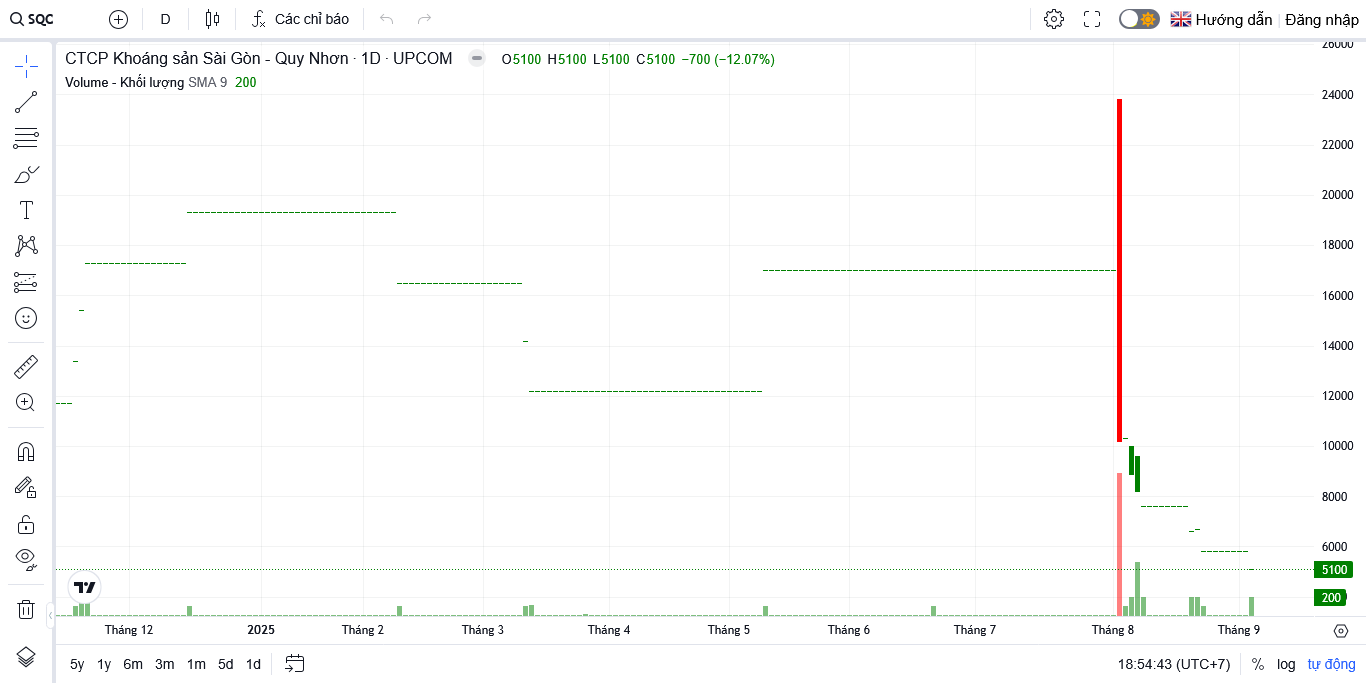 SQC D Các chỉ báo Hướng dẫn Đăng nhập
CTCP Khoáng sản Sài Gòn - Quy Nhơn · 1D · UPCOM O5100 H5100 L5100 C5100 −700 (−12.07%)
Volume - Khối lượng SMA 9 200
26000
24000
22000
20000
18000
16000
14000
12000
10000
8000
6000
5100
200
Tháng 12 2025 Tháng 2 Tháng 3 Tháng 4 Tháng 5 Tháng 6 Tháng 7 Tháng 8 Tháng 9
5y 1y 6m 3m 1m 5d 1d 18:54:43 (UTC+7) % log tự động